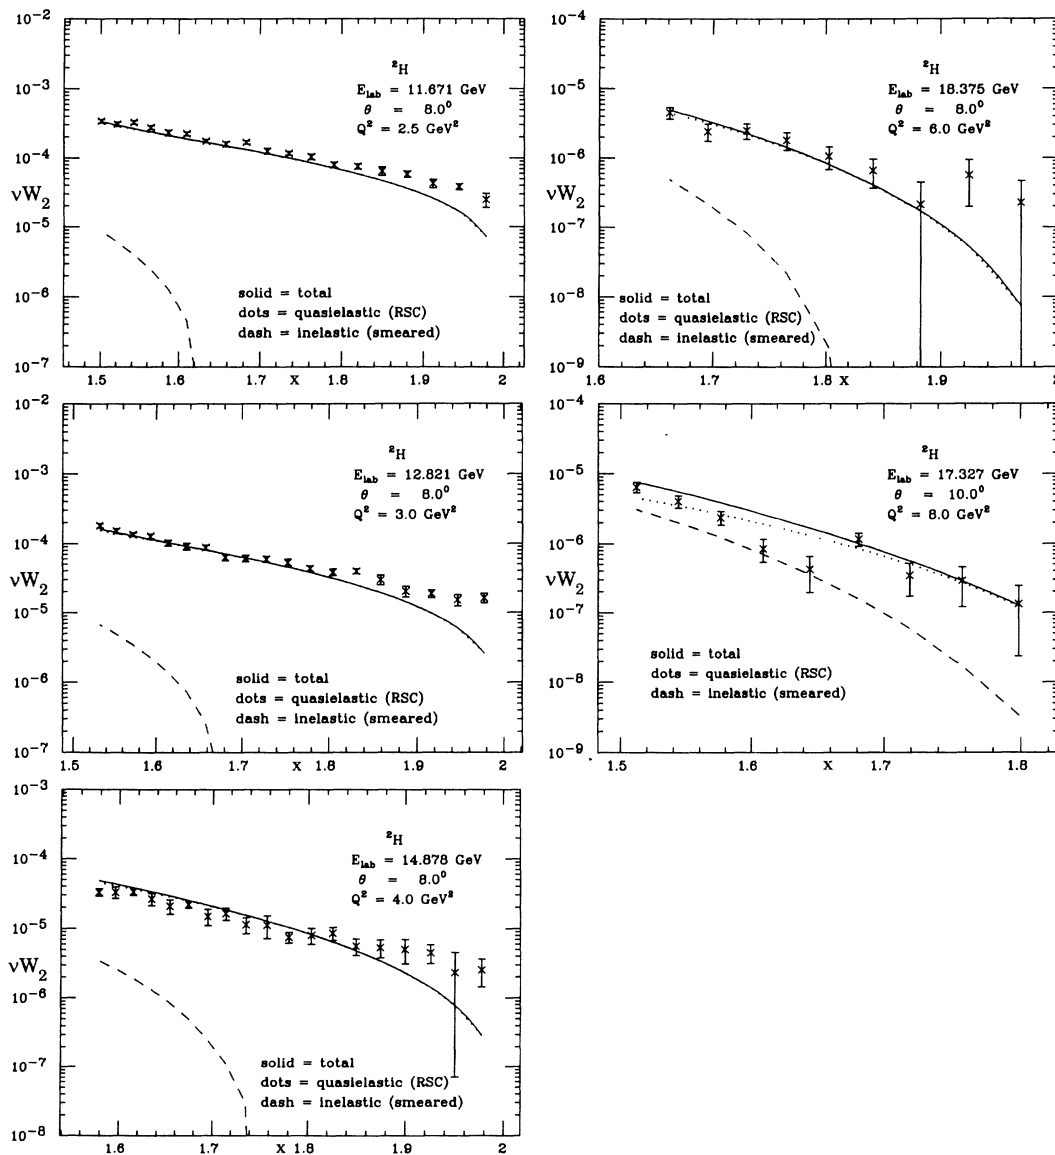 10⁻²
10⁻³
10⁻⁴
10⁻⁵
10⁻⁶
10⁻⁷
νW₂
²H
E_lab = 11.671 GeV
θ = 8.0⁰
Q² = 2.5 GeV²
solid = total
dots = quasielastic (RSC)
dash = inelastic (smeared)
1.5 1.6 1.7 x 1.8 1.9 2
10⁻⁴
10⁻⁵
10⁻⁶
10⁻⁷
10⁻⁸
10⁻⁹
νW₂
²H
E_lab = 18.375 GeV
θ = 8.0⁰
Q² = 6.0 GeV²
solid = total
dots = quasielastic (RSC)
dash = inelastic (smeared)
1.6 1.7 1.8 x 1.9 2
10⁻²
10⁻³
10⁻⁴
10⁻⁵
10⁻⁶
10⁻⁷
νW₂
²H
E_lab = 12.821 GeV
θ = 8.0⁰
Q² = 3.0 GeV²
solid = total
dots = quasielastic (RSC)
dash = inelastic (smeared)
1.5 1.6 1.7 x 1.8 1.9 2
10⁻⁴
10⁻⁵
10⁻⁶
10⁻⁷
10⁻⁸
10⁻⁹
νW₂
²H
E_lab = 17.327 GeV
θ = 10.0⁰
Q² = 8.0 GeV²
solid = total
dots = quasielastic (RSC)
dash = inelastic (smeared)
1.5 1.6 x 1.7 1.8
10⁻³
10⁻⁴
10⁻⁵
10⁻⁶
10⁻⁷
10⁻⁸
νW₂
²H
E_lab = 14.878 GeV
θ = 8.0⁰
Q² = 4.0 GeV²
solid = total
dots = quasielastic (RSC)
dash = inelastic (smeared)
1.6 1.7 x 1.8 1.9 2